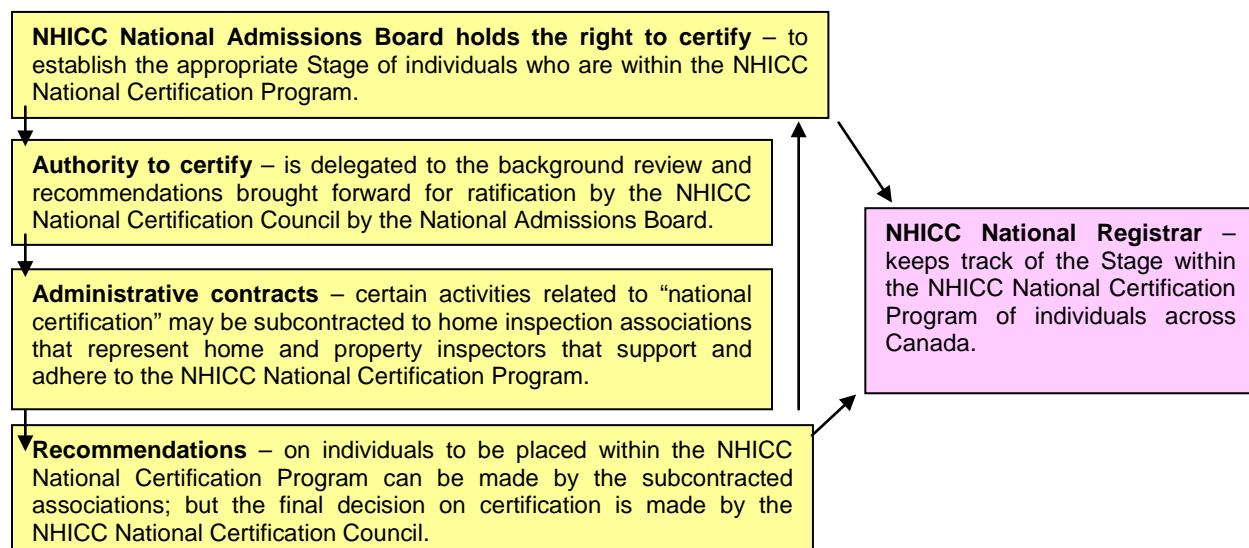 NHICC National Admissions Board holds the right to certify – to
establish the appropriate Stage of individuals who are within the NHICC
National Certification Program.
Authority to certify – is delegated to the background review and
recommendations brought forward for ratification by the NHICC
National Certification Council by the National Admissions Board.
Administrative contracts – certain activities related to “national
certification” may be subcontracted to home inspection associations
that represent home and property inspectors that support and
adhere to the NHICC National Certification Program.
Recommendations – on individuals to be placed within the NHICC
National Certification Program can be made by the subcontracted
associations; but the final decision on certification is made by the
NHICC National Certification Council.
NHICC National Registrar –
keeps track of the Stage within
the NHICC National Certification
Program of individuals across
Canada.